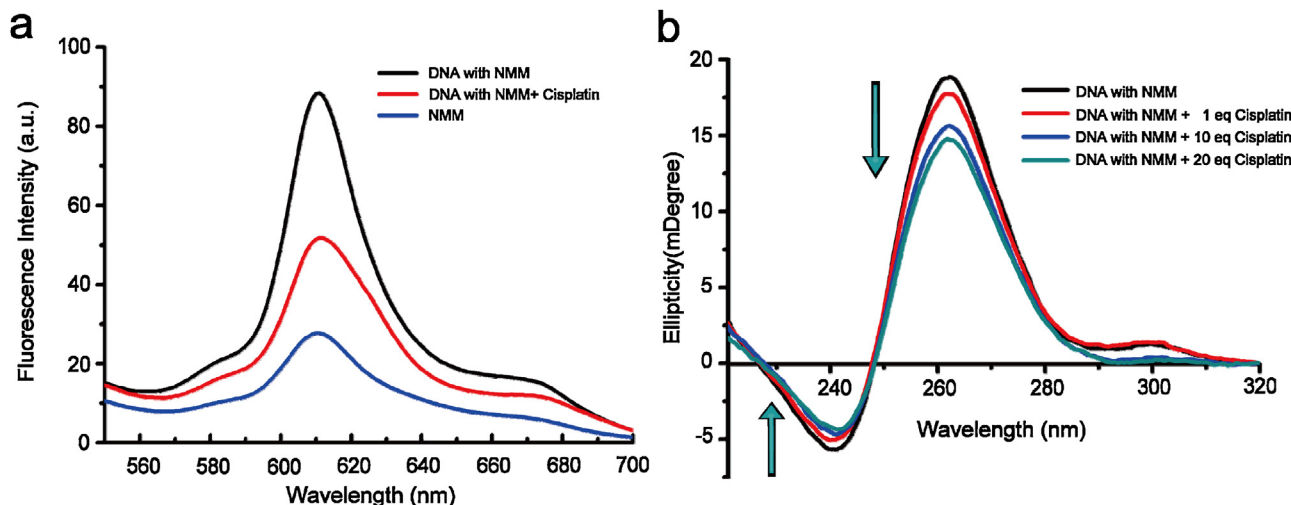 a
100
80
60
40
20
0
Fluorescence Intensity (a.u.)
DNA with NMM
DNA with NMM+ Cisplatin
NMM
560 580 600 620 640 660 680 700
Wavelength (nm)
b
20
15
10
5
0
-5
Ellipticity(mDegree)
DNA with NMM
DNA with NMM + 1 eq Cisplatin
DNA with NMM + 10 eq Cisplatin
DNA with NMM + 20 eq Cisplatin
240 260 280 300 320
Wavelength (nm)